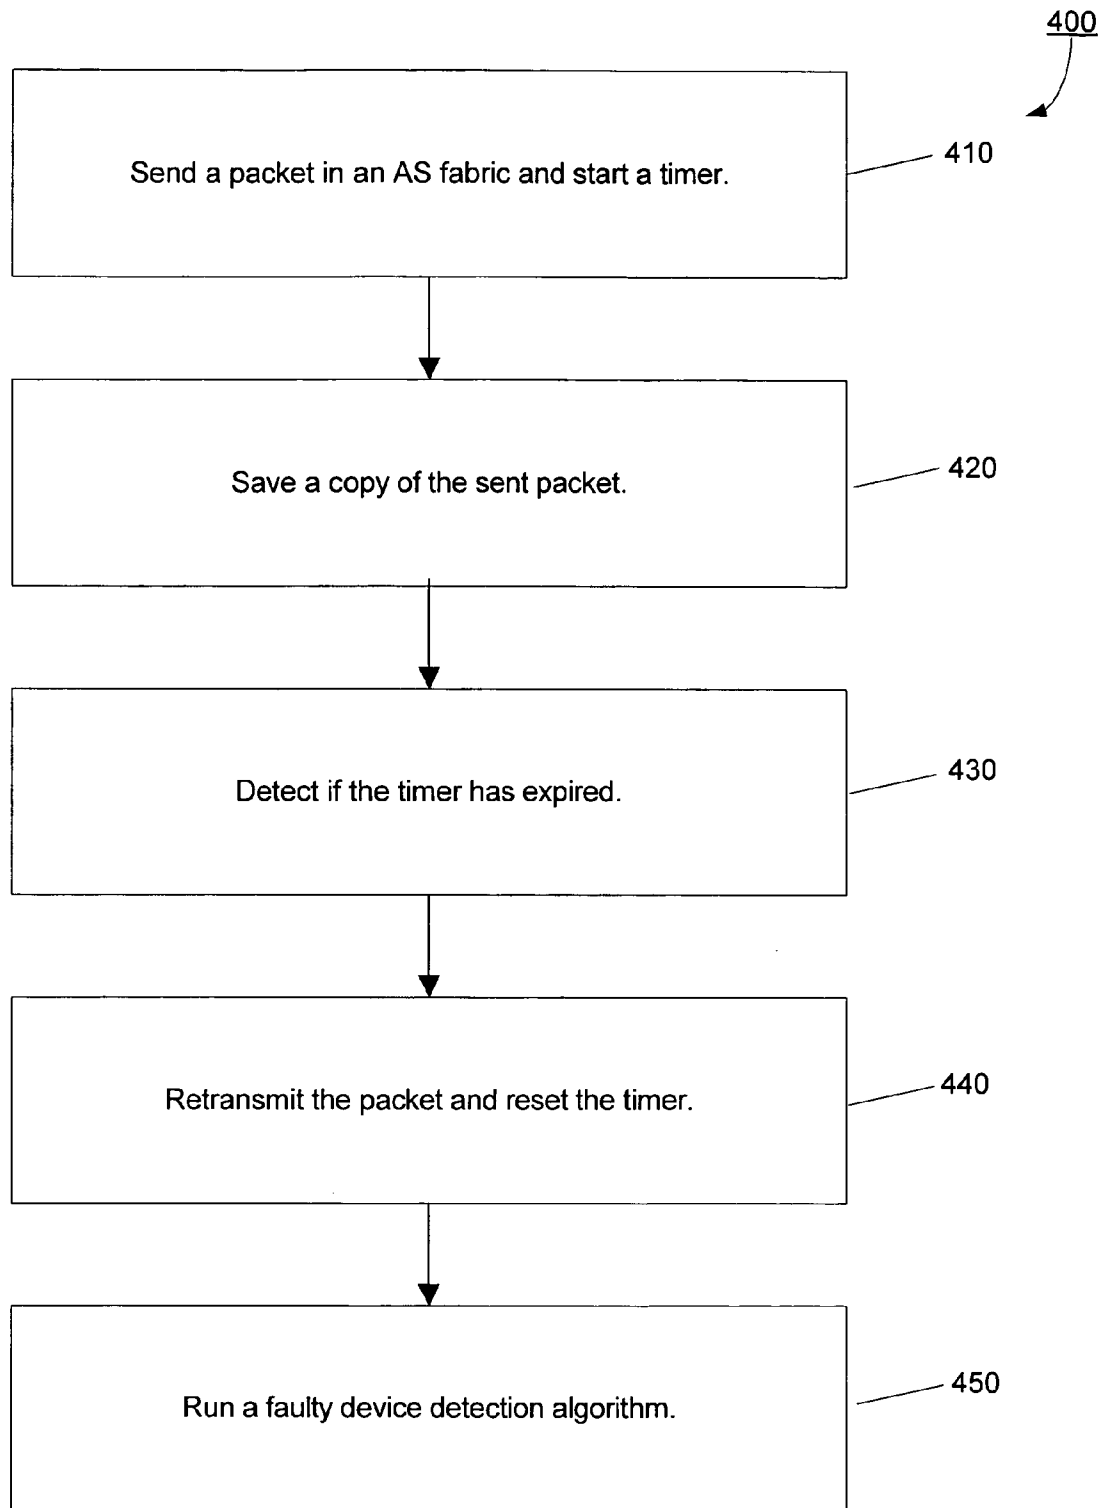 400
Send a packet in an AS fabric and start a timer.
410
Save a copy of the sent packet.
420
Detect if the timer has expired.
430
Retransmit the packet and reset the timer.
440
Run a faulty device detection algorithm.
450